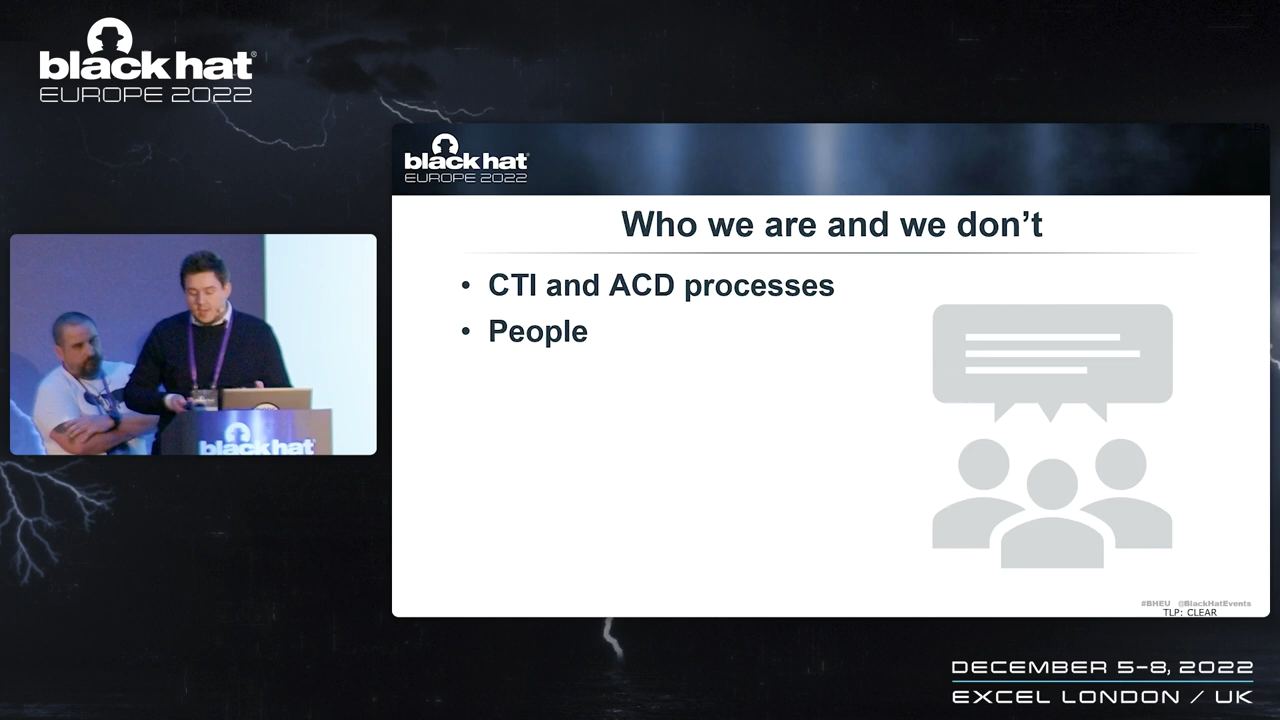 black hat®
EUROPE 2022
black hat®
EUROPE 2022
Who we are and we don’t
• CTI and ACD processes
• People
#BHEU @BlackHatEvents
TLP: CLEAR
black hat
DECEMBER 5-8, 2022
EXCEL LONDON / UK